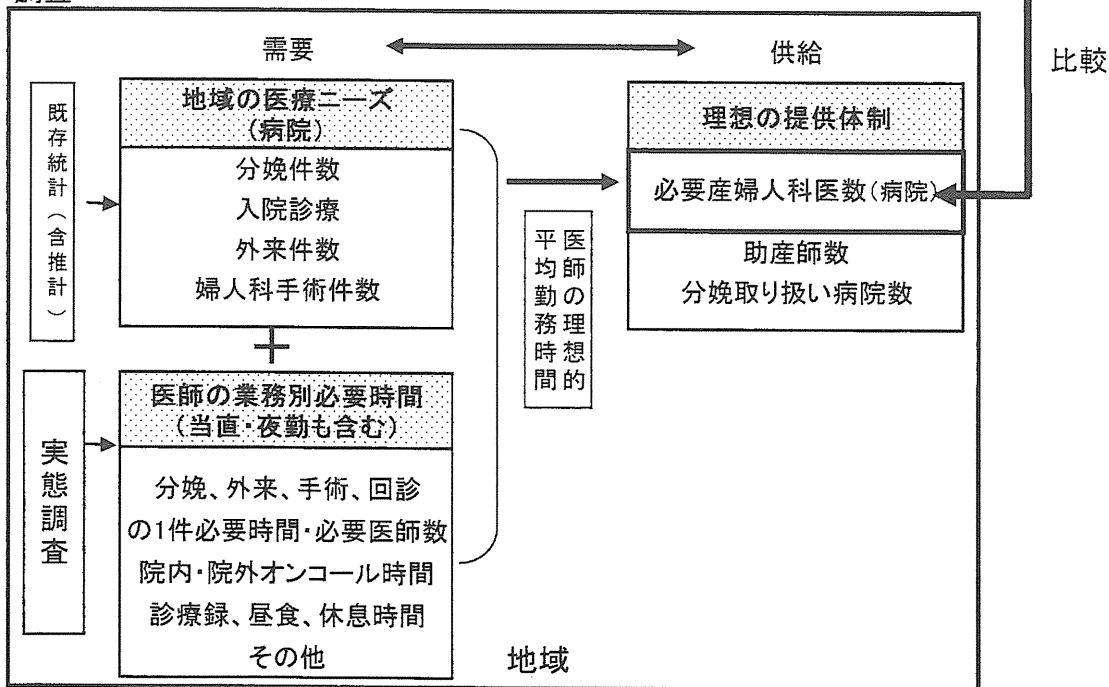 需要
供給
比較
既存統計（含推計）
地域の医療ニーズ
(病院)
分娩件数
入院診療
外来件数
婦人科手術件数
+
実態調査
医師の業務別必要時間
(当直・夜勤も含む)
分娩、外来、手術、回診
の1件必要時間・必要医師数
院内・院外オンコール時間
診療録、昼食、休息時間
その他
医師の理想的
平均勤務時間
理想の提供体制
必要産婦人科医数(病院)
助産師数
分娩取り扱い病院数
地域